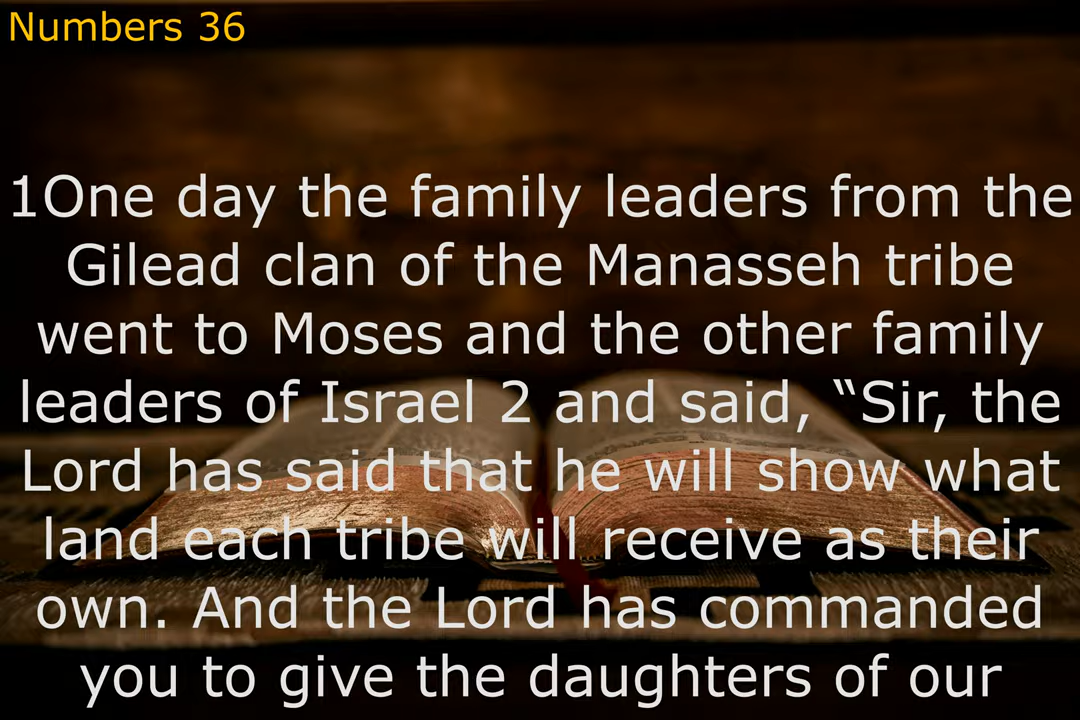 Numbers 36
1One day the family leaders from the
Gilead clan of the Manasseh tribe
went to Moses and the other family
leaders of Israel 2 and said, “Sir, the
Lord has said that he will show what
land each tribe will receive as their
own. And the Lord has commanded
you to give the daughters of our